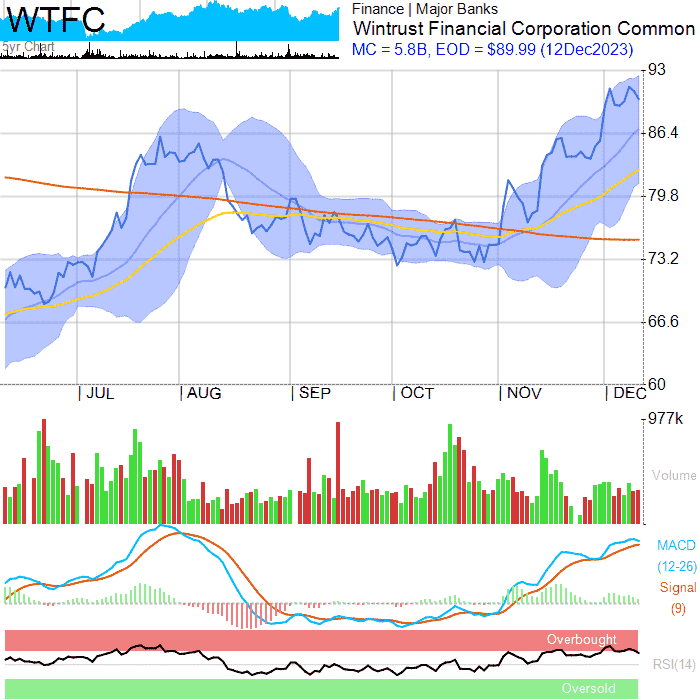 WTFC
5yr Chart
Finance | Major Banks
Wintrust Financial Corporation Common
MC = 5.8B, EOD = $89.99 (12Dec2023)
93
86.4
79.8
73.2
66.6
60
JUL
AUG
SEP
OCT
NOV
DEC
977k
Volume
MACD
(12-26)
Signal
(9)
Overbought
RSI(14)
Oversold